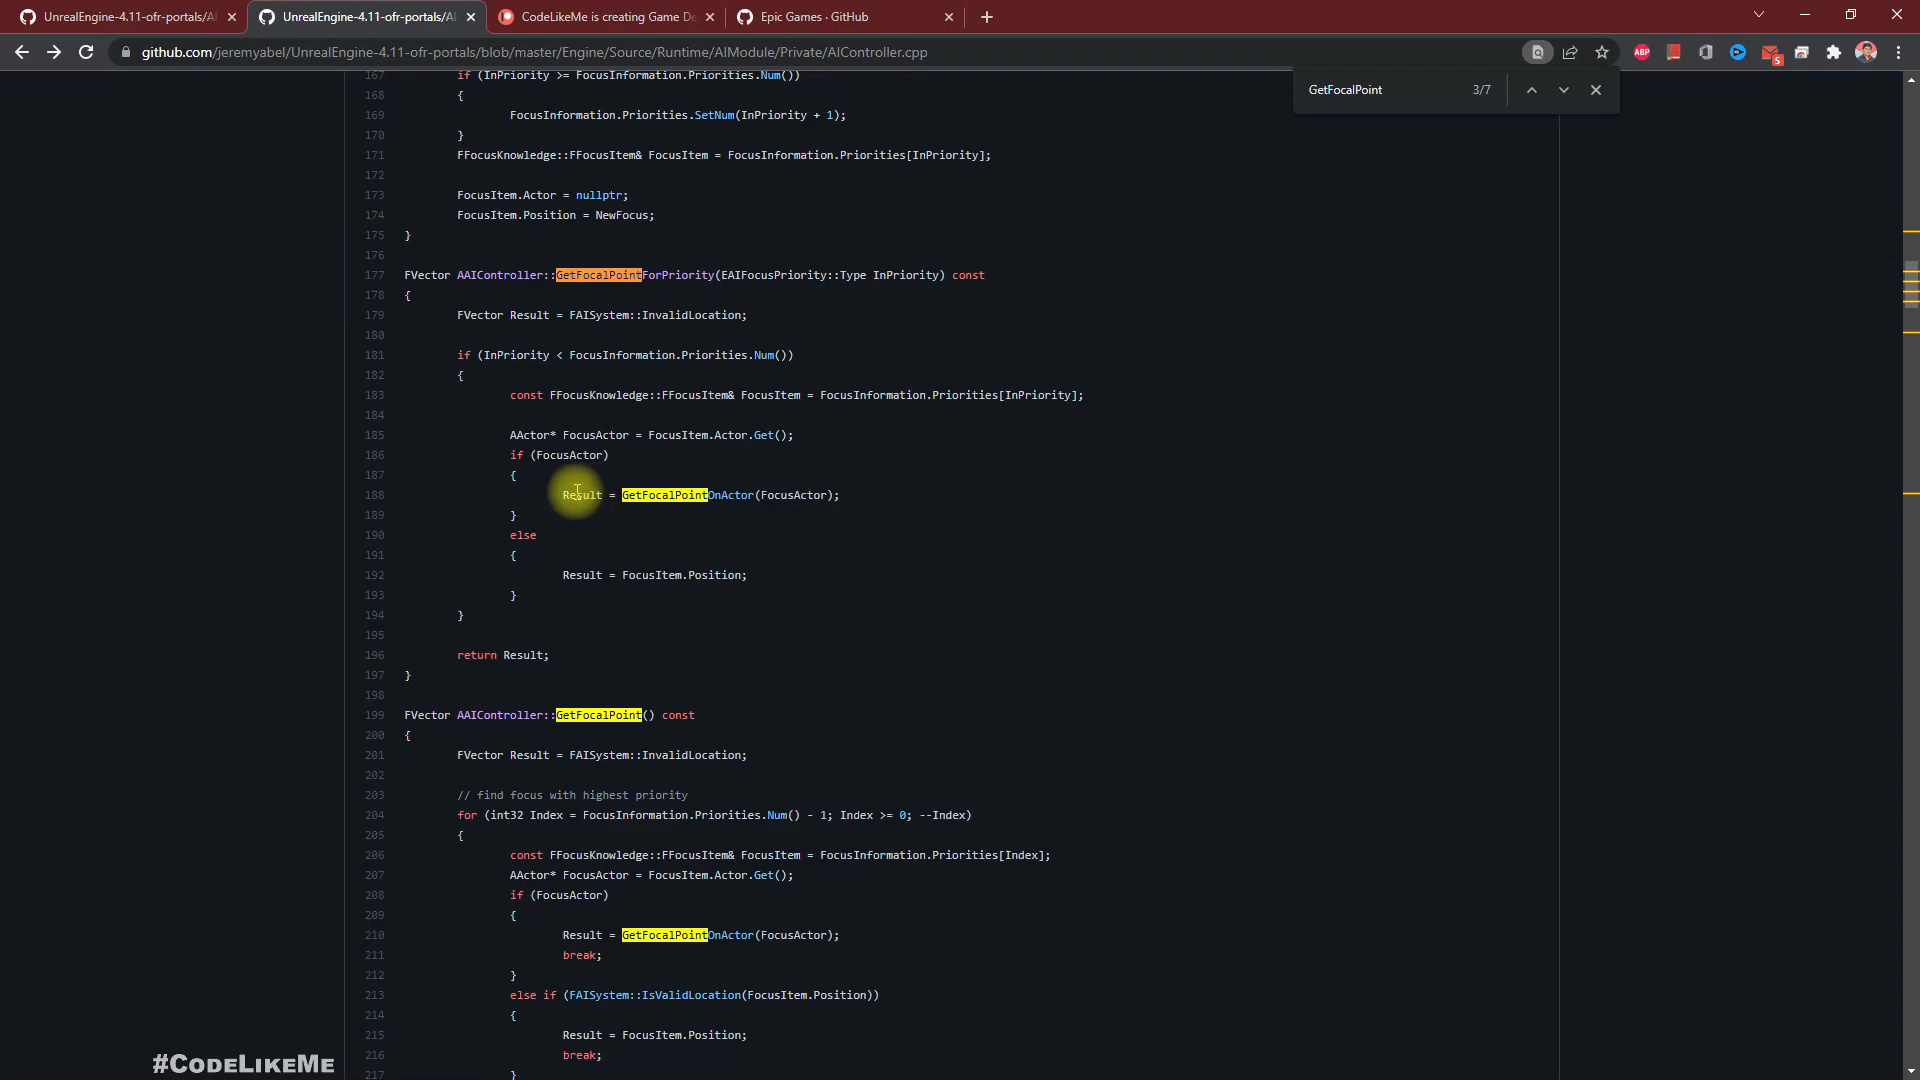 UnrealEngine-4.11-ofr-portals/AI
UnrealEngine-4.11-ofr-portals/AI
CodeLikeMe is creating Game De
Epic Games · GitHub
github.com/jeremyabel/UnrealEngine-4.11-ofr-portals/blob/master/Engine/Source/Runtime/AIModule/Private/AIController.cpp
ABP
5
GetFocalPoint 3/7
167 if (InPriority >= FocusInformation.Priorities.Num())
168 {
169 FocusInformation.Priorities.SetNum(InPriority + 1);
170 }
171 FFocusKnowledge::FFocusItem& FocusItem = FocusInformation.Priorities[InPriority];
172
173 FocusItem.Actor = nullptr;
174 FocusItem.Position = NewFocus;
175 }
176
177 FVector AAIController::GetFocalPointForPriority(EAIFocusPriority::Type InPriority) const
178 {
179 FVector Result = FAISystem::InvalidLocation;
180
181 if (InPriority < FocusInformation.Priorities.Num())
182 {
183 const FFocusKnowledge::FFocusItem& FocusItem = FocusInformation.Priorities[InPriority];
184
185 AActor* FocusActor = FocusItem.Actor.Get();
186 if (FocusActor)
187 {
188 Result = GetFocalPointOnActor(FocusActor);
189 }
190 else
191 {
192 Result = FocusItem.Position;
193 }
194 }
195
196 return Result;
197 }
198
199 FVector AAIController::GetFocalPoint() const
200 {
201 FVector Result = FAISystem::InvalidLocation;
202
203 // find focus with highest priority
204 for (int32 Index = FocusInformation.Priorities.Num() - 1; Index >= 0; --Index)
205 {
206 const FFocusKnowledge::FFocusItem& FocusItem = FocusInformation.Priorities[Index];
207 AActor* FocusActor = FocusItem.Actor.Get();
208 if (FocusActor)
209 {
210 Result = GetFocalPointOnActor(FocusActor);
211 break;
212 }
213 else if (FAISystem::IsValidLocation(FocusItem.Position))
214 {
215 Result = FocusItem.Position;
216 break;
217 }
#CodeLikeMe